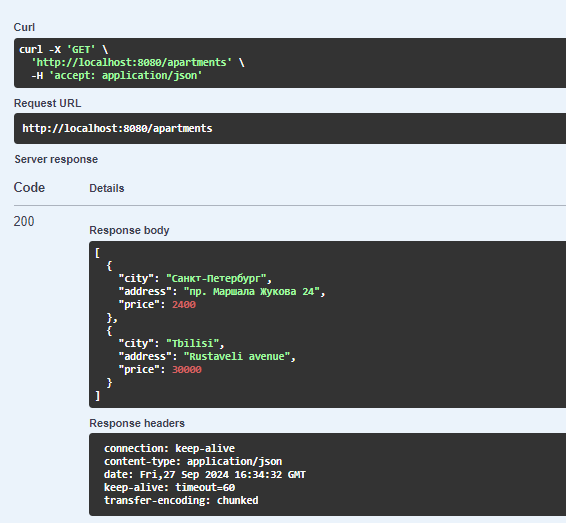 Curl
curl -X 'GET' \
'http://localhost:8080/apartments' \
-H 'accept: application/json'
Request URL
http://localhost:8080/apartments
Server response
Code Details
200
Response body
[
{
"city": "Санкт-Петербург",
"address": "пр. Маршала Жукова 24",
"price": 2400
},
{
"city": "Tbilisi",
"address": "Rustaveli avenue",
"price": 30000
}
]
Response headers
connection: keep-alive
content-type: application/json
date: Fri,27 Sep 2024 16:34:32 GMT
keep-alive: timeout=60
transfer-encoding: chunked